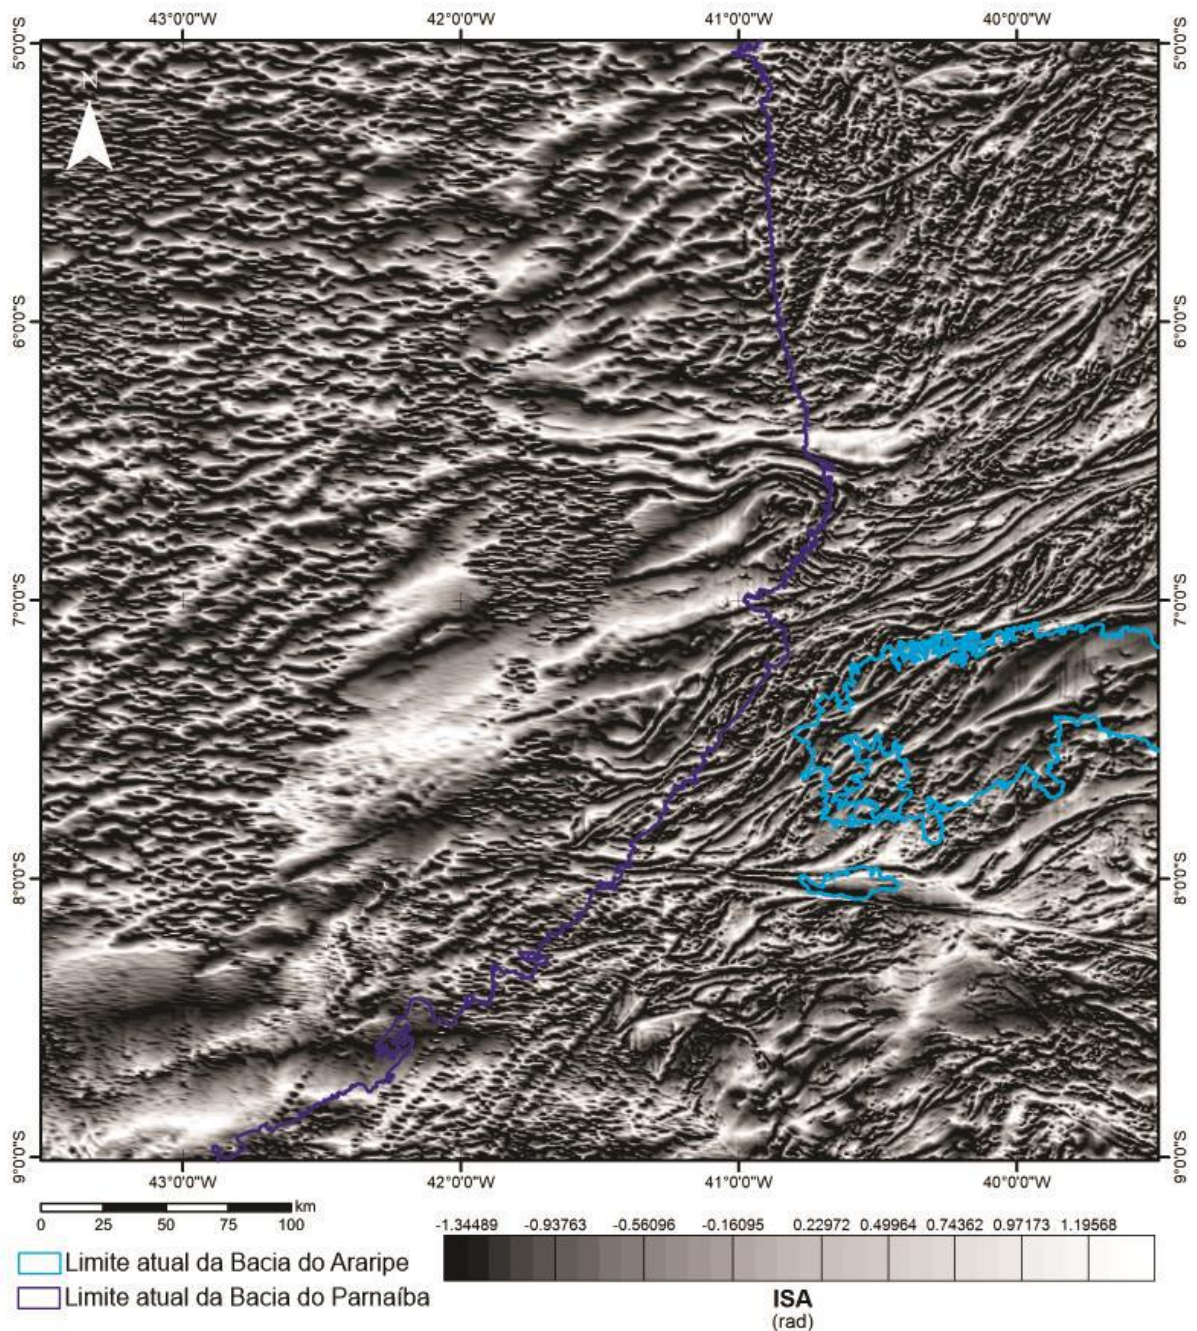 43°0'0"W 42°0'0"W 41°0'0"W 40°0'0"W
5°0'0"S 5°0'0"S
N
6°0'0"S 6°0'0"S
7°0'0"S 7°0'0"S
8°0'0"S 8°0'0"S
9°0'0"S 9°0'0"S
43°0'0"W 42°0'0"W 41°0'0"W 40°0'0"W
km
0 25 50 75 100
-1.34489 -0.93763 -0.56096 -0.16095 0.22972 0.49964 0.74362 0.97173 1.19568
Limite atual da Bacia do Araripe
Limite atual da Bacia do Parnaíba
ISA
(rad)